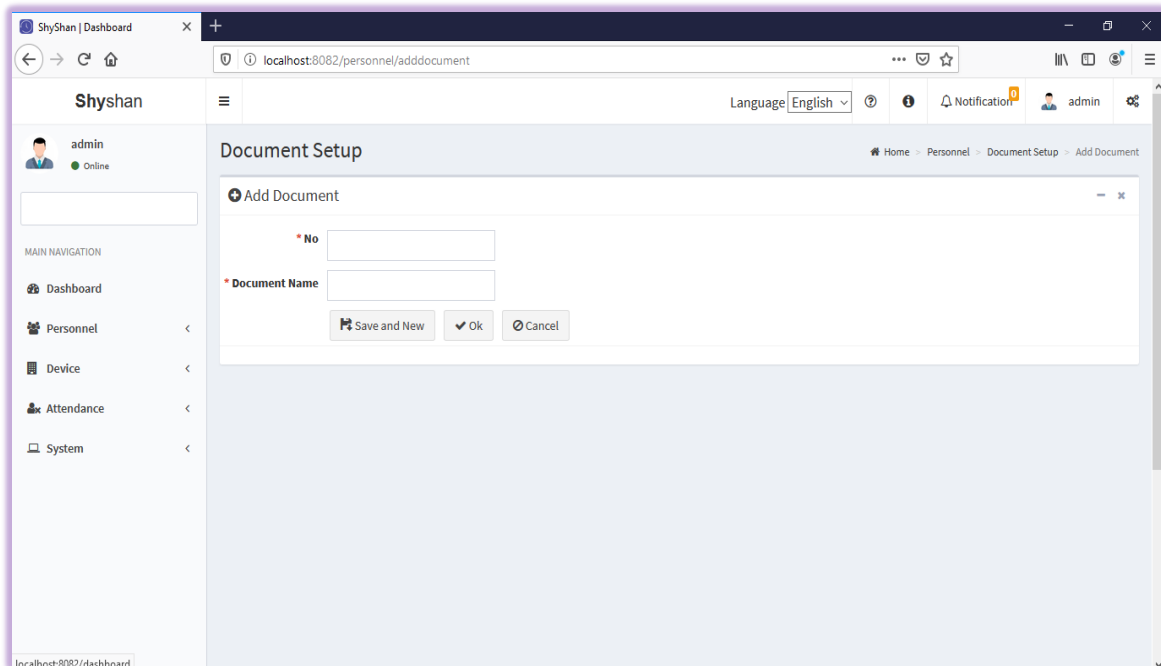 ShyShan | Dashboard
localhost:8082/personnel/adddocument
Shyshan
Language English
Notification 0
admin
admin
Online
Document Setup
Home > Personnel > Document Setup > Add Document
Add Document
MAIN NAVIGATION
* No
Dashboard
* Document Name
Personnel
Save and New
Ok
Cancel
Device
Attendance
System
localhost:8082/dashboard